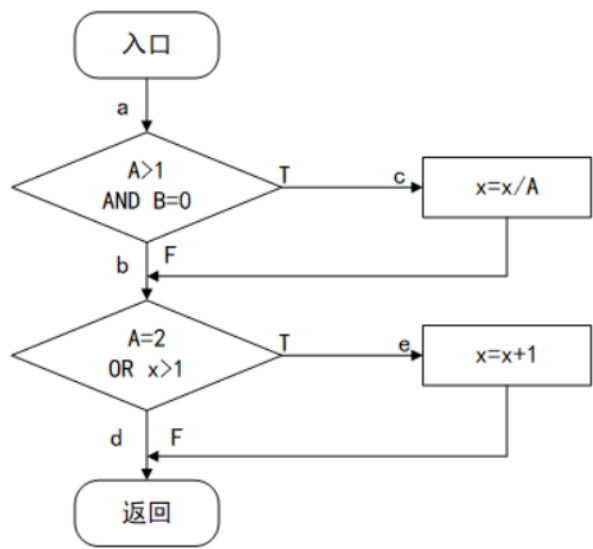 入口
a
A>1
AND B=0
T
c
x=x/A
b
F
A=2
OR x>1
T
e
x=x+1
d
F
返回